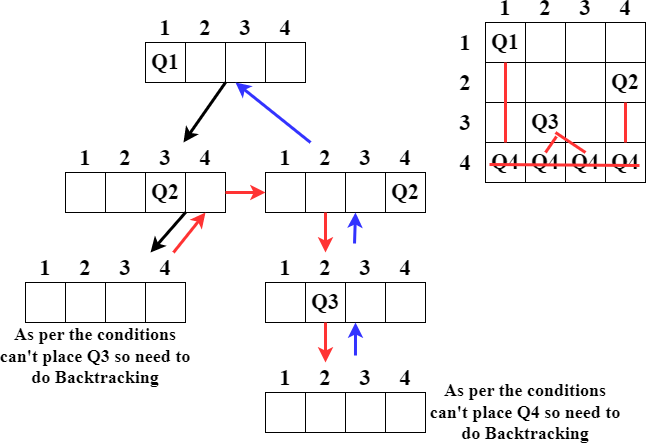 1 2 3 4
Q1
1 2 3 4
Q2
1 2 3 4
Q2
1 2 3 4
As per the conditions
can't place Q3 so need to
do Backtracking
1 2 3 4
Q3
1 2 3 4
As per the conditions
can't place Q4 so need to
do Backtracking
1 2 3 4
1 Q1
2 Q2
3 Q3
4 Q4 Q4 Q4 Q4